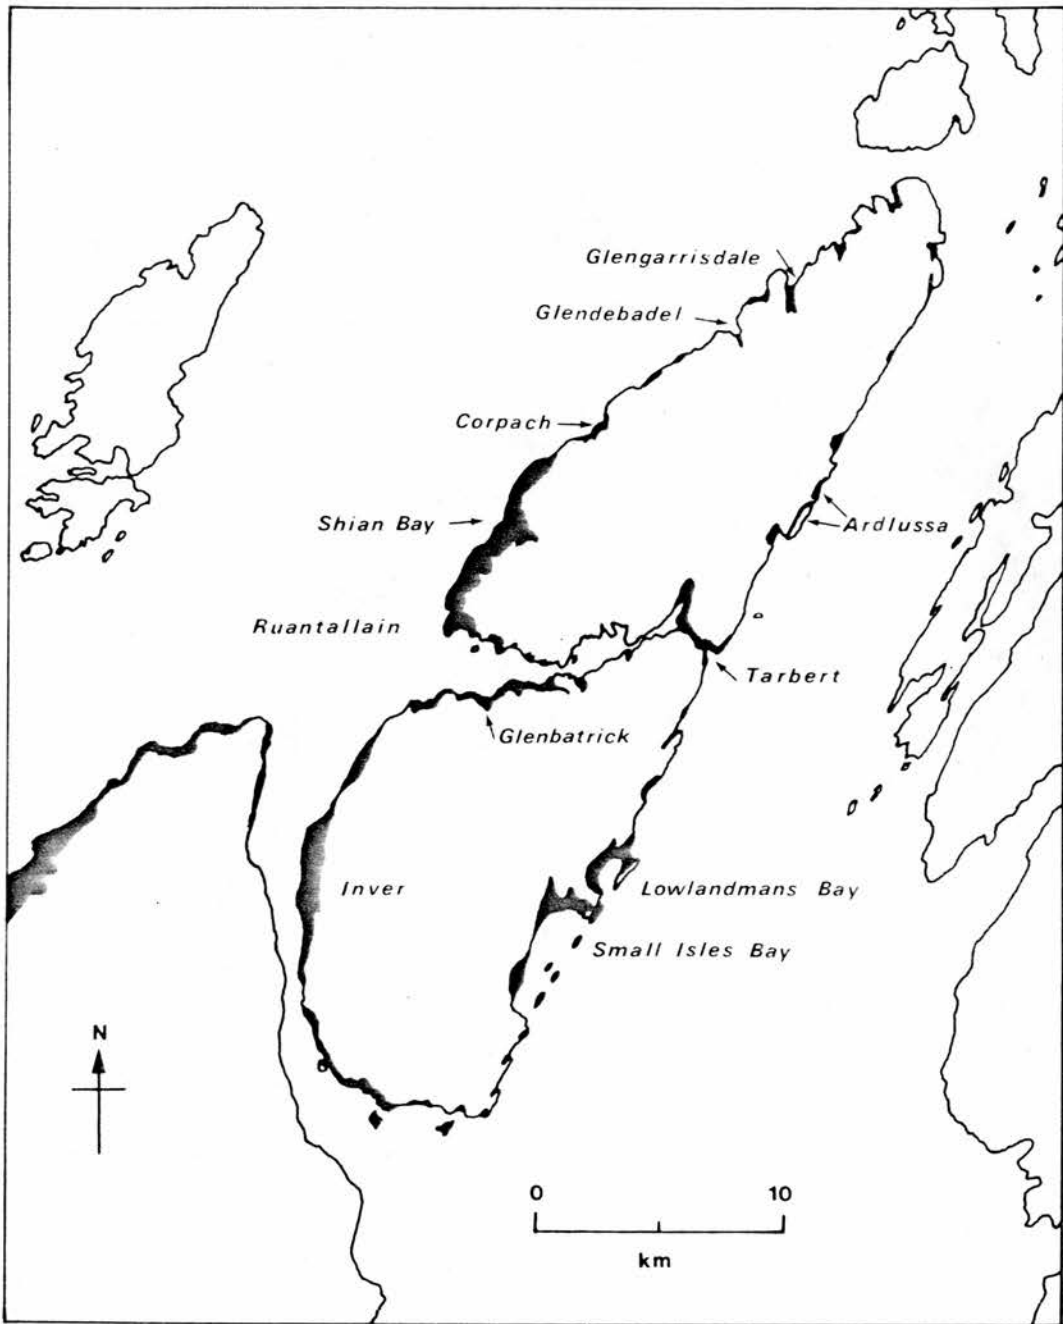 Glengarrisdale
Glendebadel
Corpach
Shian Bay
Ardlussa
Ruantallain
Tarbert
Glenbatrick
Inver
Lowlandmans Bay
Small Isles Bay
N
0 10
km